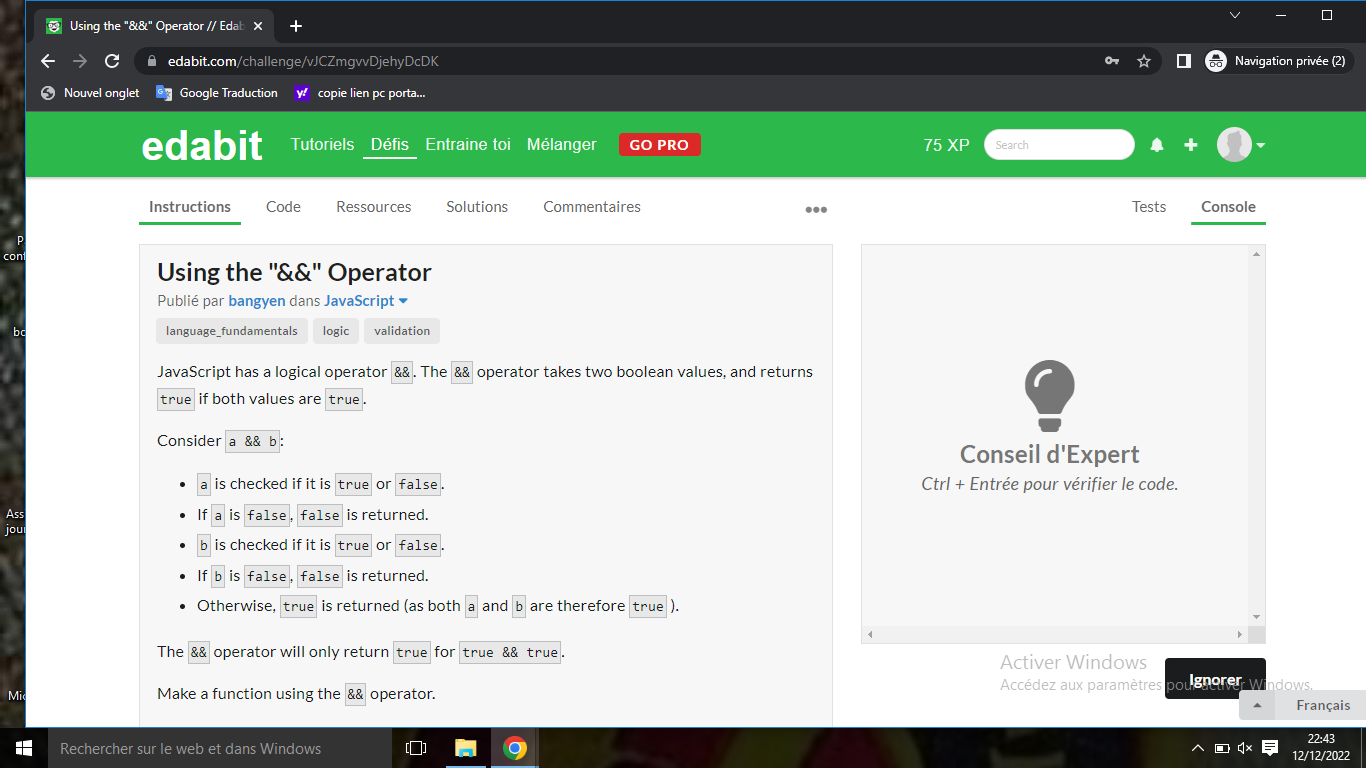 Using the "&&" Operator // Edab
edabit.com/challenge/vJCZmgvvDjehyDcDK
Navigation privée (2)
Nouvel onglet
Google Traduction
y!
copie lien pc porta...
edabit
Tutoriels
Défis
Entraine toi
Mélanger
GO PRO
75 XP
Search
Instructions
Code
Ressources
Solutions
Commentaires
Tests
Console
Using the "&&" Operator
Publié par bangyen dans JavaScript
language_fundamentals
logic
validation
JavaScript has a logical operator &&. The && operator takes two boolean values, and returns
true if both values are true.
Consider a && b:
• a is checked if it is true or false.
• If a is false, false is returned.
• b is checked if it is true or false.
• If b is false, false is returned.
• Otherwise, true is returned (as both a and b are therefore true ).
The && operator will only return true for true && true.
Make a function using the && operator.
Conseil d'Expert
Ctrl + Entrée pour vérifier le code.
Activer Windows
Accédez aux paramètres pour activer Windows.
Ignorer
Français
P
conf
bo
Ass
jour
Mic
Rechercher sur le web et dans Windows
22:43
12/12/2022